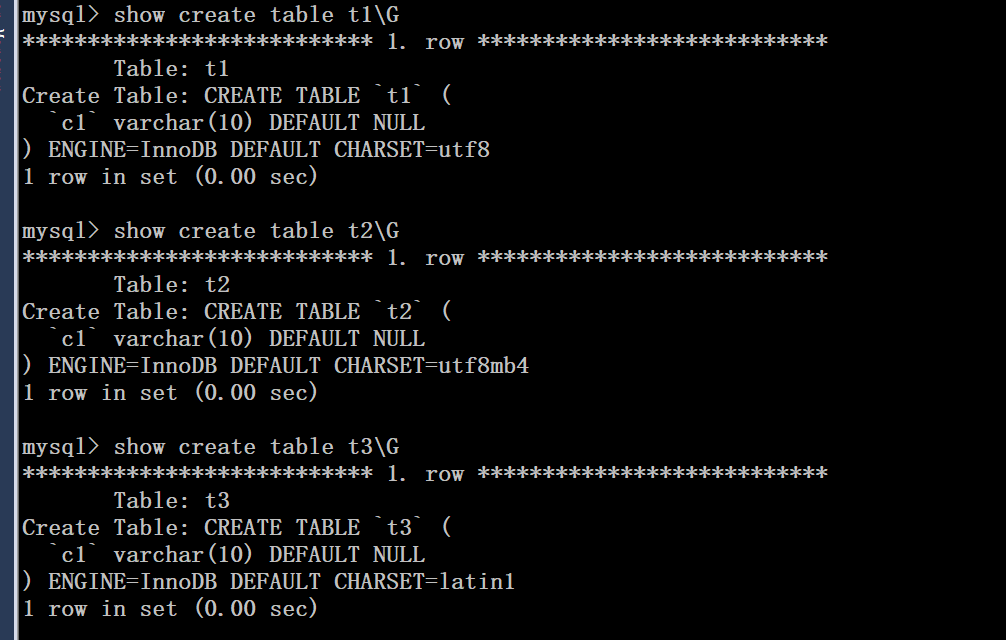 mysql> show create table t1\G
*************************** 1. row ***************************
       Table: t1
Create Table: CREATE TABLE `t1` (
  `c1` varchar(10) DEFAULT NULL
) ENGINE=InnoDB DEFAULT CHARSET=utf8
1 row in set (0.00 sec)

mysql> show create table t2\G
*************************** 1. row ***************************
       Table: t2
Create Table: CREATE TABLE `t2` (
  `c1` varchar(10) DEFAULT NULL
) ENGINE=InnoDB DEFAULT CHARSET=utf8mb4
1 row in set (0.00 sec)

mysql> show create table t3\G
*************************** 1. row ***************************
       Table: t3
Create Table: CREATE TABLE `t3` (
  `c1` varchar(10) DEFAULT NULL
) ENGINE=InnoDB DEFAULT CHARSET=latin1
1 row in set (0.00 sec)